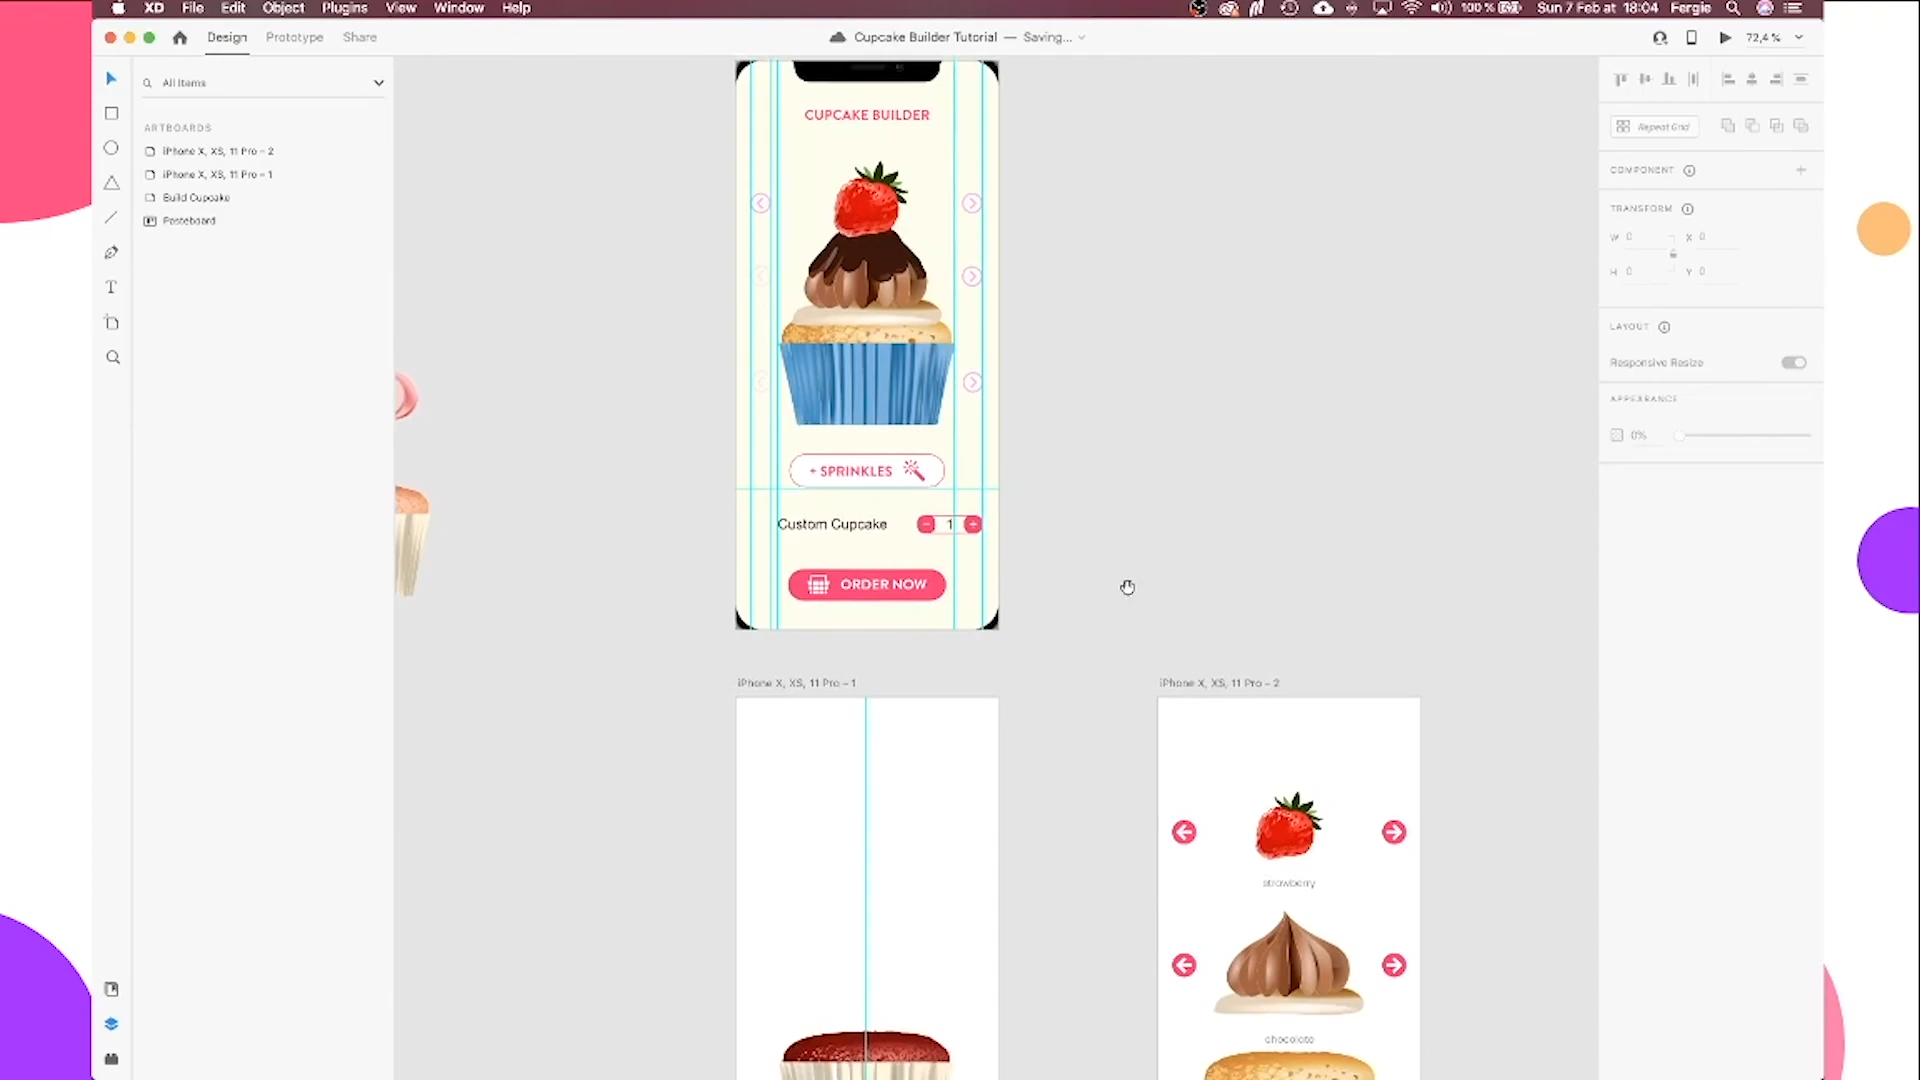 XD File Edit Object Plugins View Window Help 100 % Sun 7 Feb at 18:04 Fergie
Design Prototype Share Cupcake Builder Tutorial — Saving... 72,4 %
All Items
ARTBOARDS
iPhone X, XS, 11 Pro – 2
iPhone X, XS, 11 Pro – 1
Build Cupcake
Pasteboard
CUPCAKE BUILDER
+ SPRINKLES
Custom Cupcake − 1 +
ORDER NOW
iPhone X, XS, 11 Pro – 1
iPhone X, XS, 11 Pro – 2
strawberry
chocolate
Repeat Grid
COMPONENT
TRANSFORM
W 0 X 0
H 0 Y 0
LAYOUT
Responsive Resize
APPEARANCE
0%
T